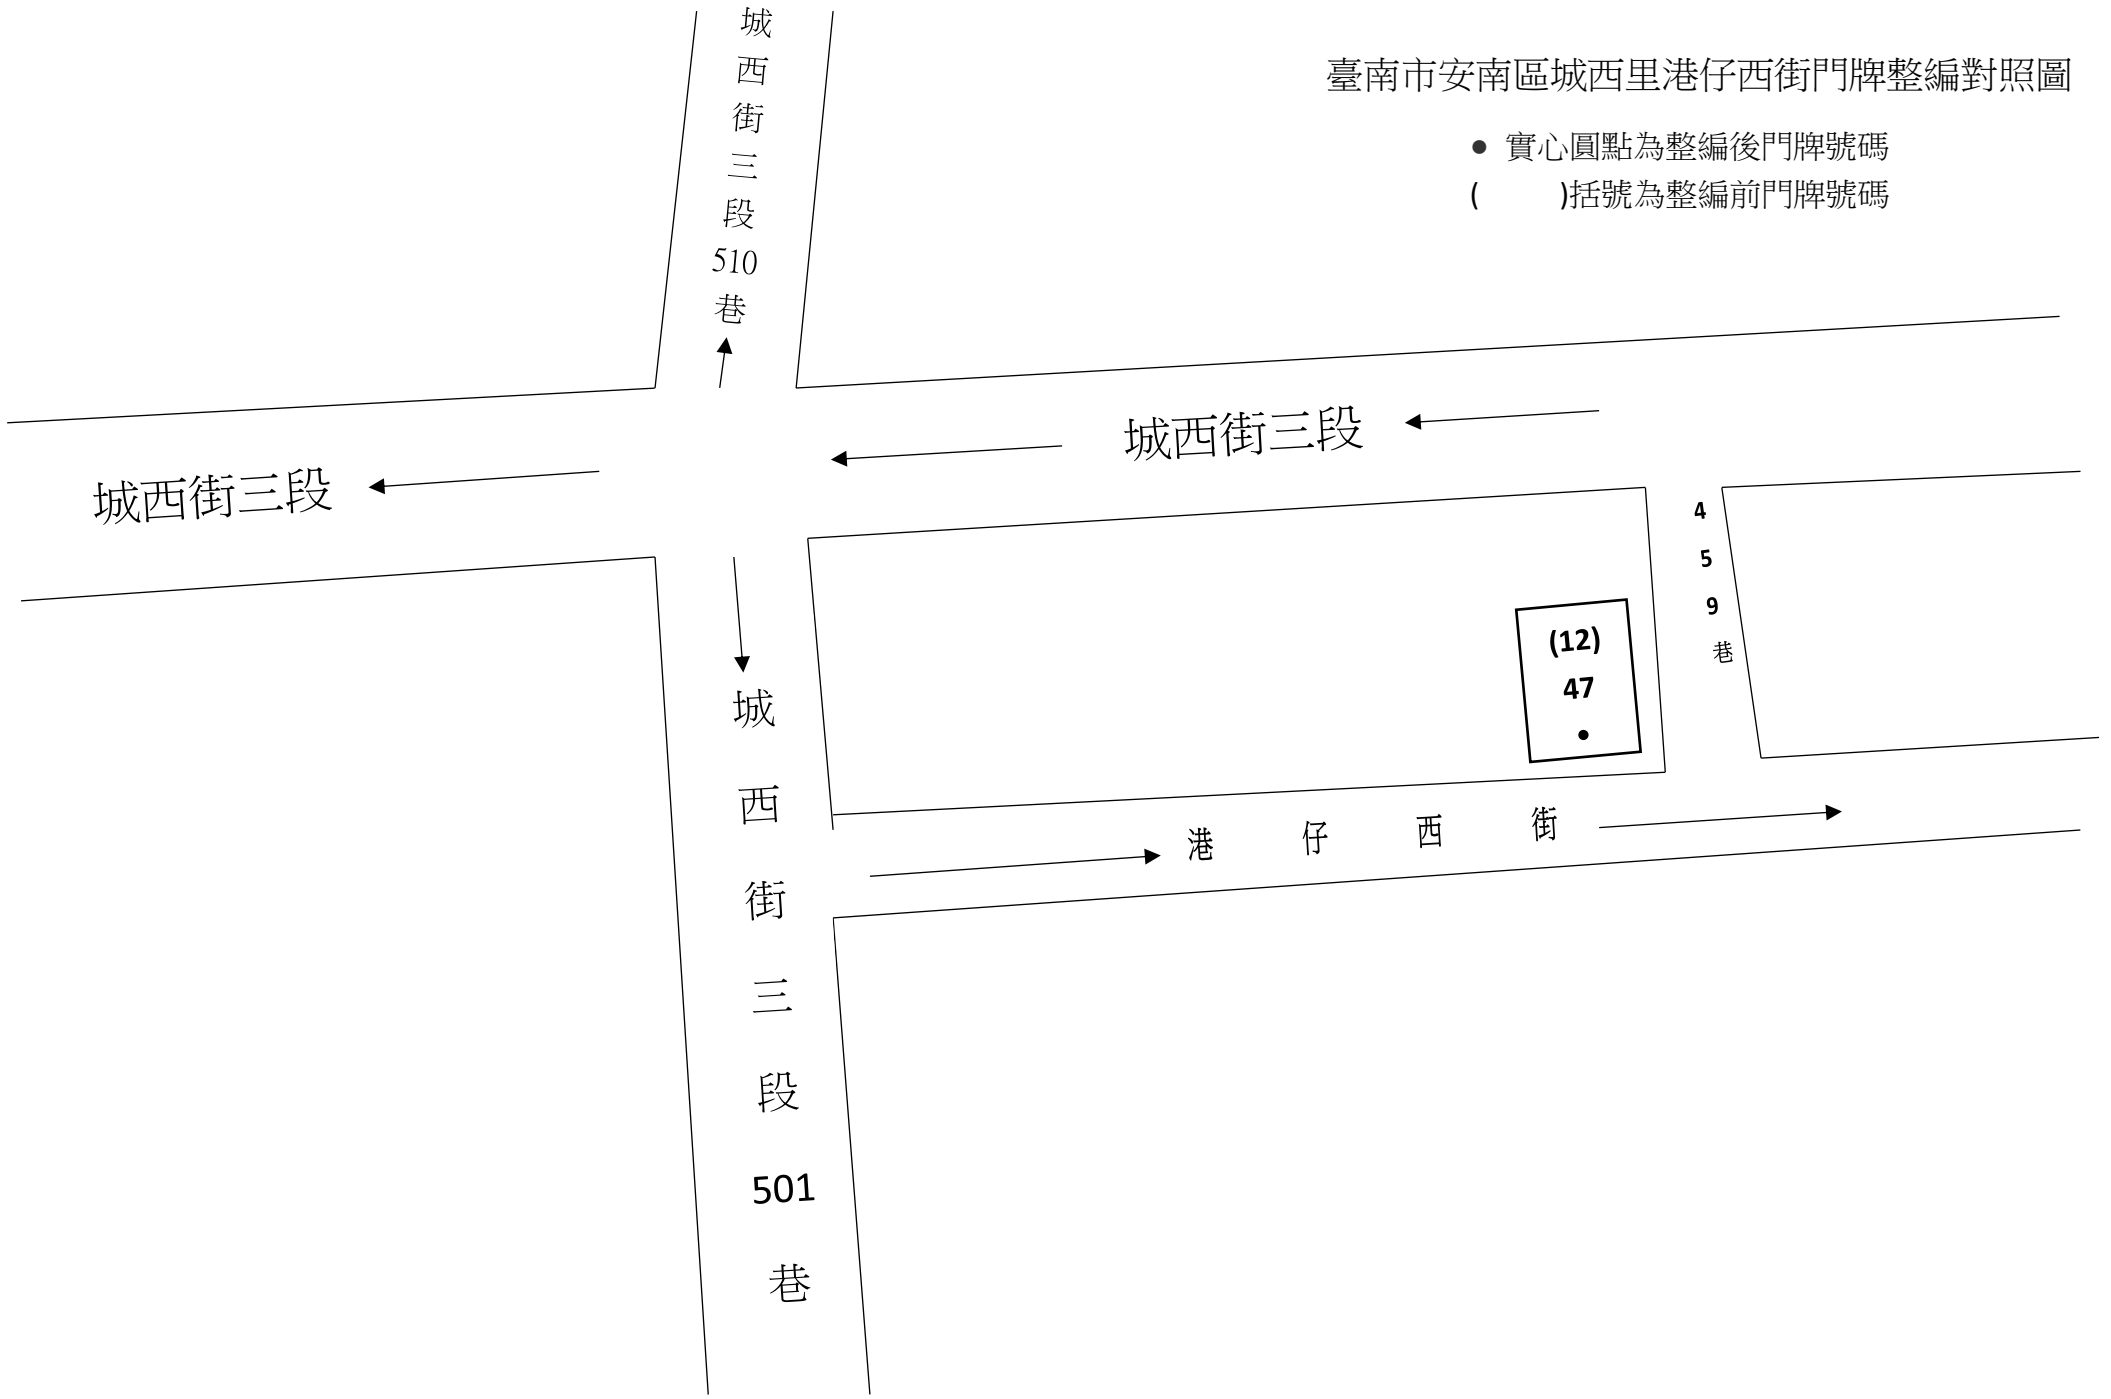 臺南市安南區城西里港仔西街門牌整編對照圖
● 實心圓點為整編後門牌號碼
( )括號為整編前門牌號碼
城西街三段510巷
城西街三段
城西街三段
459巷
(12)
47
●
港仔西街
城西街三段501巷